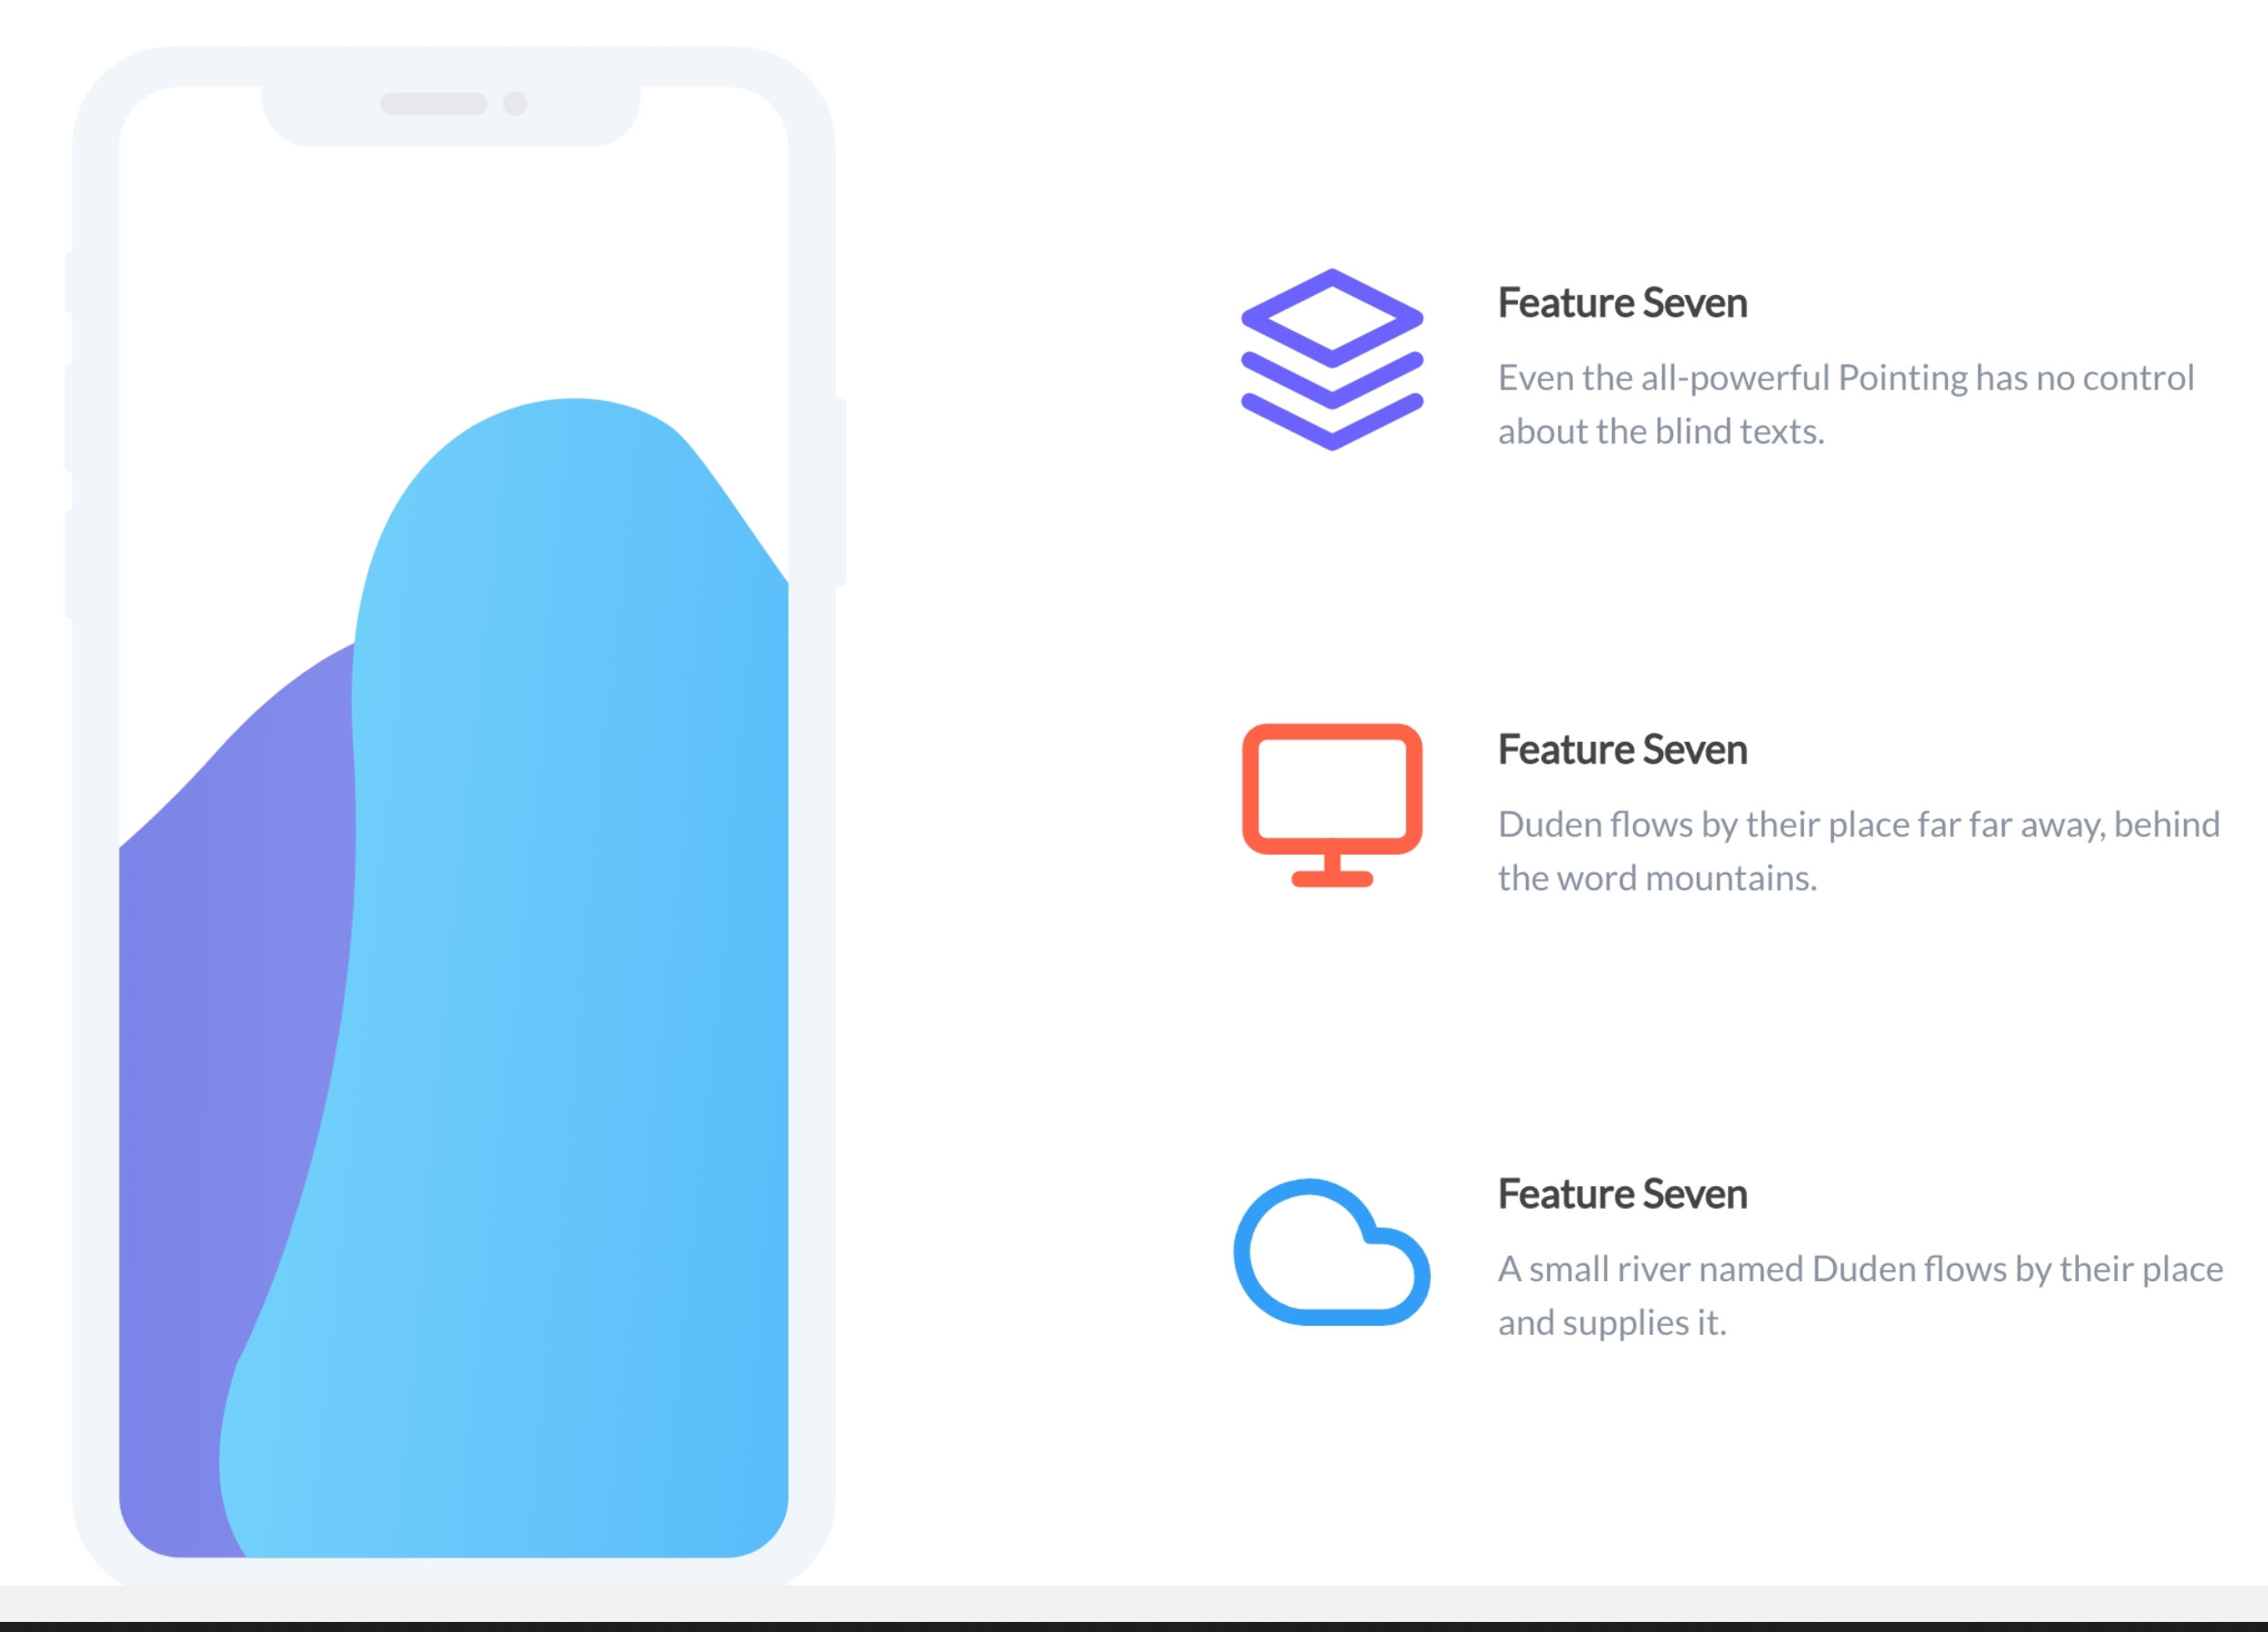 Feature Seven
Even the all-powerful Pointing has no control
about the blind texts.
Feature Seven
Duden flows by their place far far away, behind
the word mountains.
Feature Seven
A small river named Duden flows by their place
and supplies it.